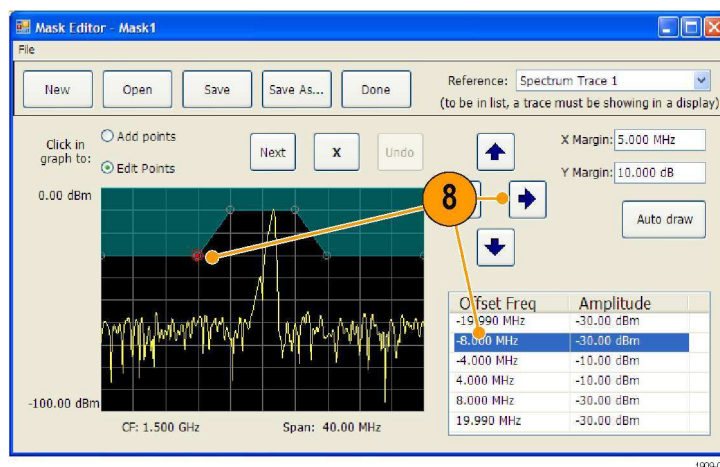 Mask Editor - Mask1
File
New Open Save Save As... Done
Reference: Spectrum Trace 1
(to be in list, a trace must be showing in a display)
Click in graph to:
Add points
Edit Points
Next X Undo
X Margin: 5.000 MHz
Y Margin: 10.000 dB
Auto draw
8
0.00 dBm
-100.00 dBm
CF: 1.500 GHz Span: 40.00 MHz
Offset Freq Amplitude
-19.990 MHz -30.00 dBm
-8.000 MHz -30.00 dBm
-4.000 MHz -10.00 dBm
4.000 MHz -10.00 dBm
8.000 MHz -30.00 dBm
19.990 MHz -30.00 dBm